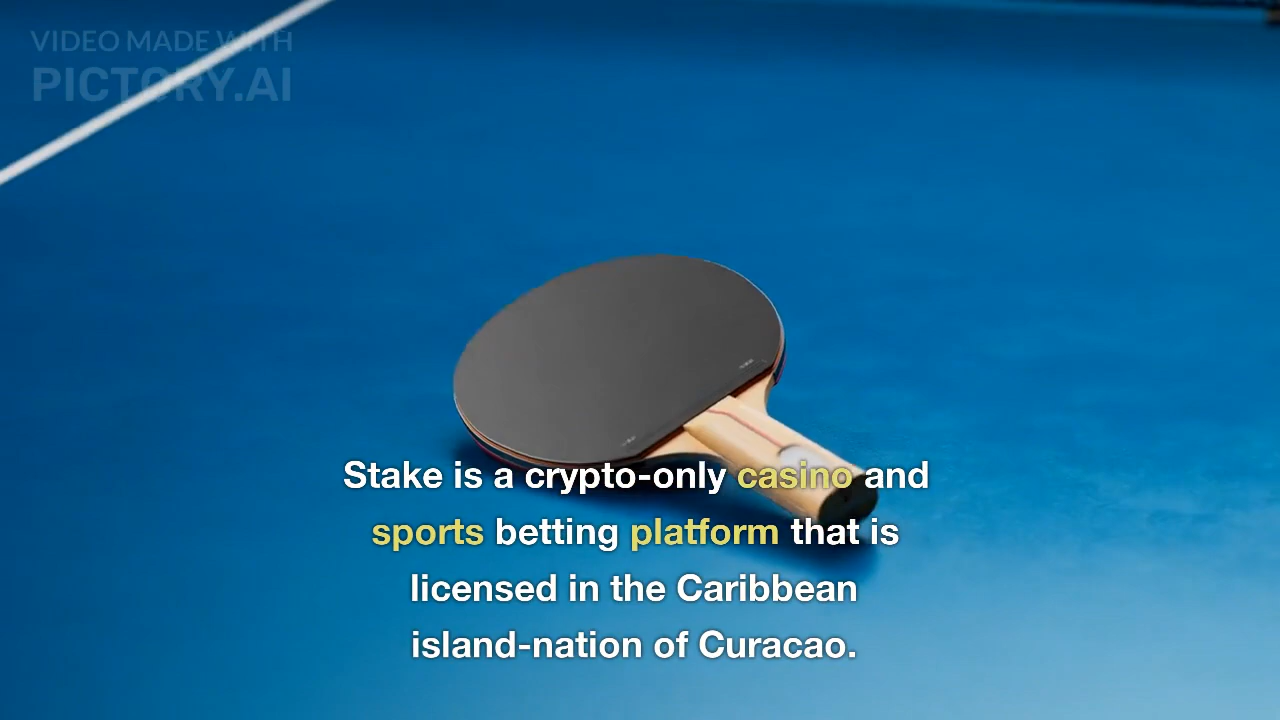 VIDEO MADE WITH
PICTORY.AI
Stake is a crypto-only casino and
sports betting platform that is
licensed in the Caribbean
island-nation of Curacao.